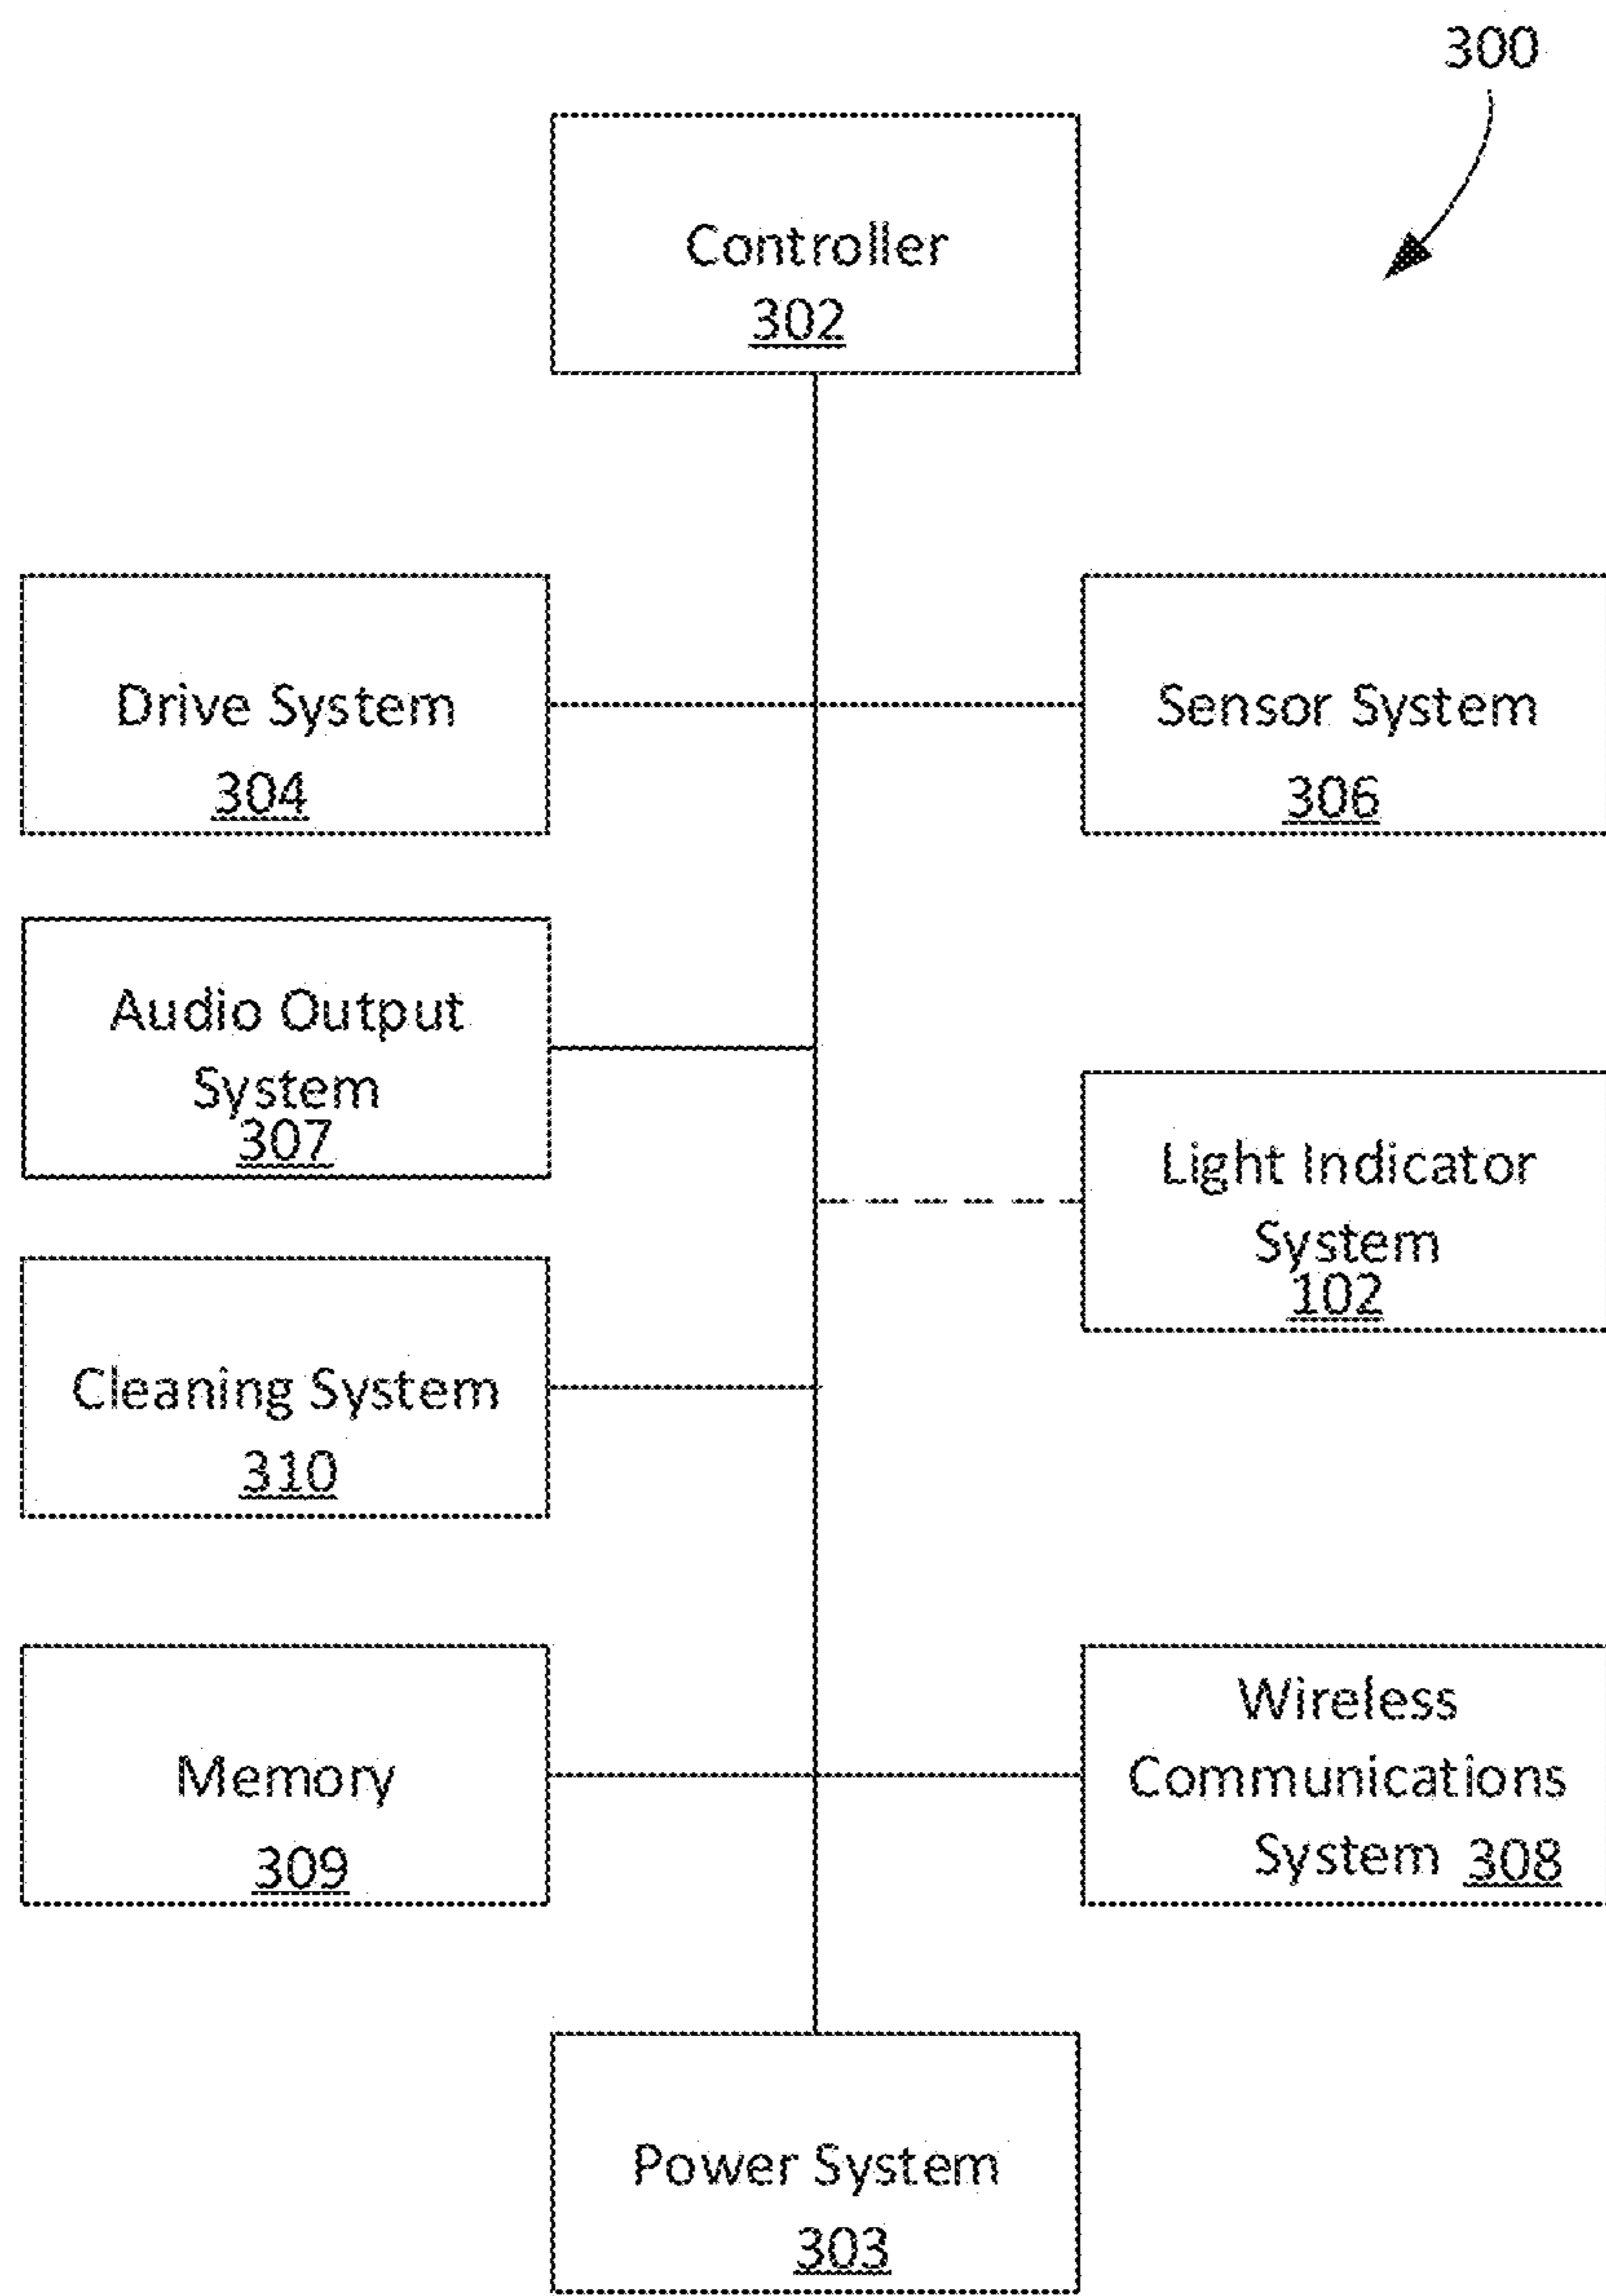 300
Controller
302
Drive System
304
Sensor System
306
Audio Output
System
307
Light Indicator
System
102
Cleaning System
310
Memory
309
Wireless
Communications
System 308
Power System
303